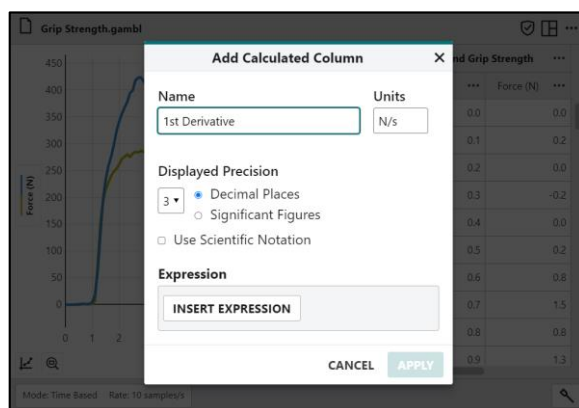 Grip Strength.gambl
Add Calculated Column
Name
Units
1st Derivative
N/s
Displayed Precision
3
Decimal Places
Significant Figures
Use Scientific Notation
Expression
INSERT EXPRESSION
CANCEL
APPLY
450
400
350
300
250
200
150
100
50
0
Force (N)
0
1
2
nd Grip Strength
Force (N)
0.0 0.0
0.1 0.2
0.2 0.0
0.3 -0.2
0.4 0.0
0.5 0.2
0.6 0.8
0.7 1.5
0.8 0.8
0.9 1.3
Mode: Time Based Rate: 10 samples/s